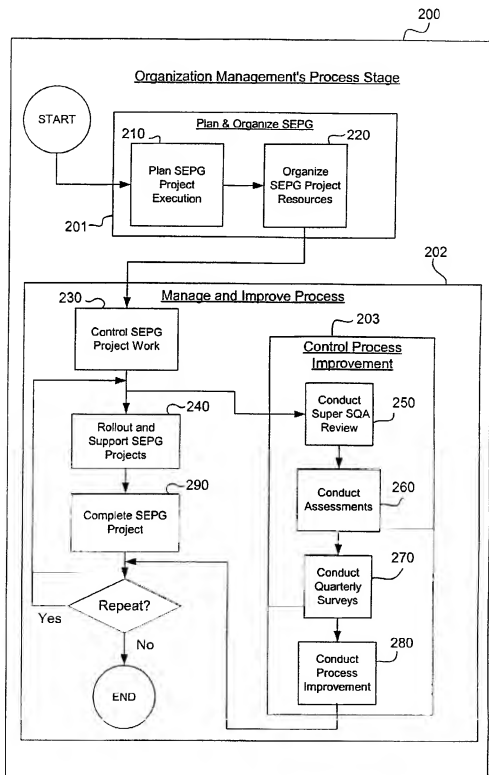 200
Organization Management's Process Stage
START
Plan & Organize SEPG
210
Plan SEPG
Project
Execution
220
Organize
SEPG Project
Resources
201
202
Manage and Improve Process
230
Control SEPG
Project Work
203
Control Process
Improvement
240
Rollout and
Support SEPG
Projects
250
Conduct
Super SQA
Review
290
Complete SEPG
Project
260
Conduct
Assessments
270
Conduct
Quarterly
Surveys
Repeat?
Yes
No
280
Conduct
Process
Improvement
END